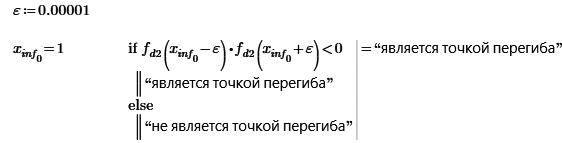 ε:=0.00001
x_inf_0=1 if f_d2(x_inf_0−ε)·f_d2(x_inf_0+ε)<0 =“является точкой перегиба”
“является точкой перегиба”
else
“не является точкой перегиба”